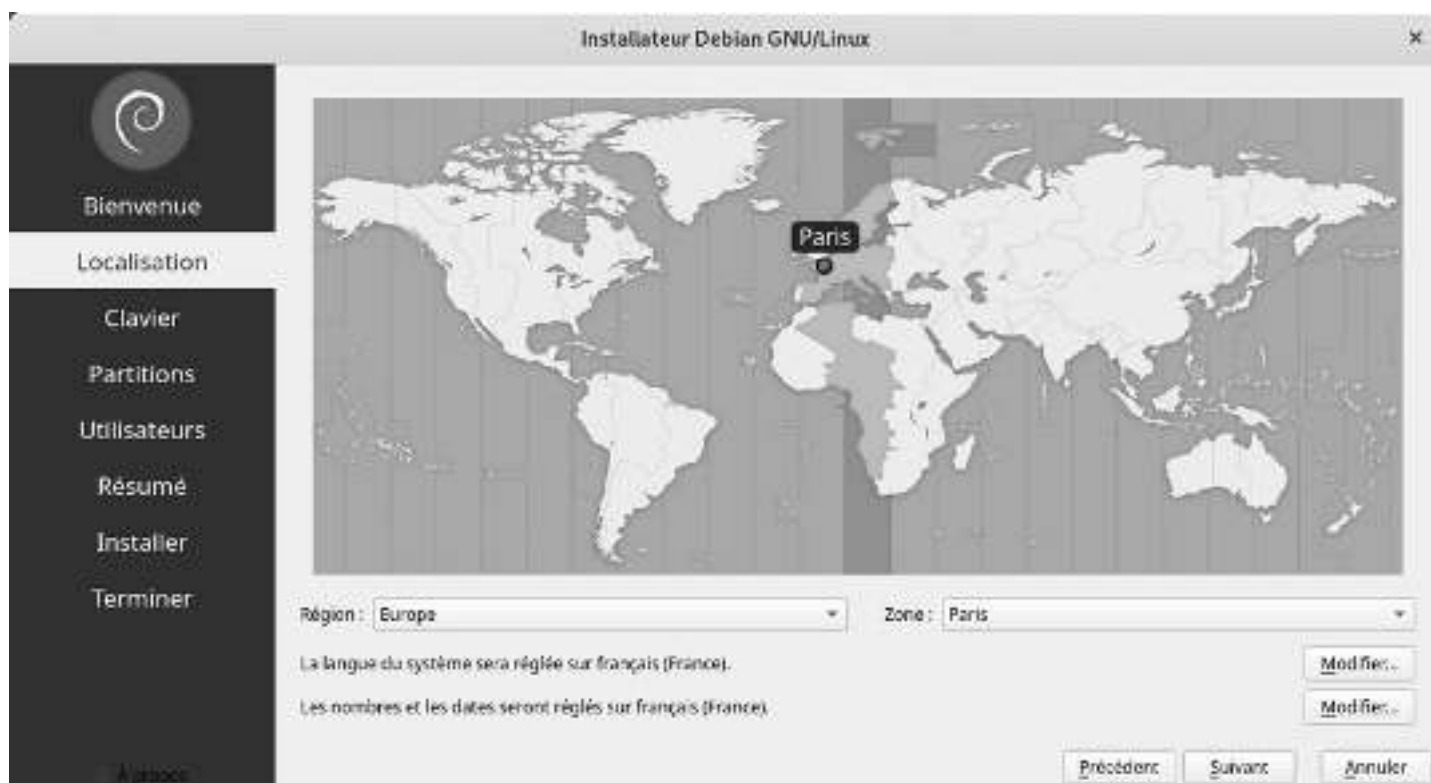 Installateur Debian GNU/Linux
Bienvenue
Localisation
Clavier
Partitions
Utilisateurs
Résumé
Installer
Terminer
À propos
Paris
Région : Europe
Zone : Paris
La langue du système sera réglée sur français (France).
Modifier...
Les nombres et les dates seront réglés sur français (France).
Modifier...
Précédent
Suivant
Annuler